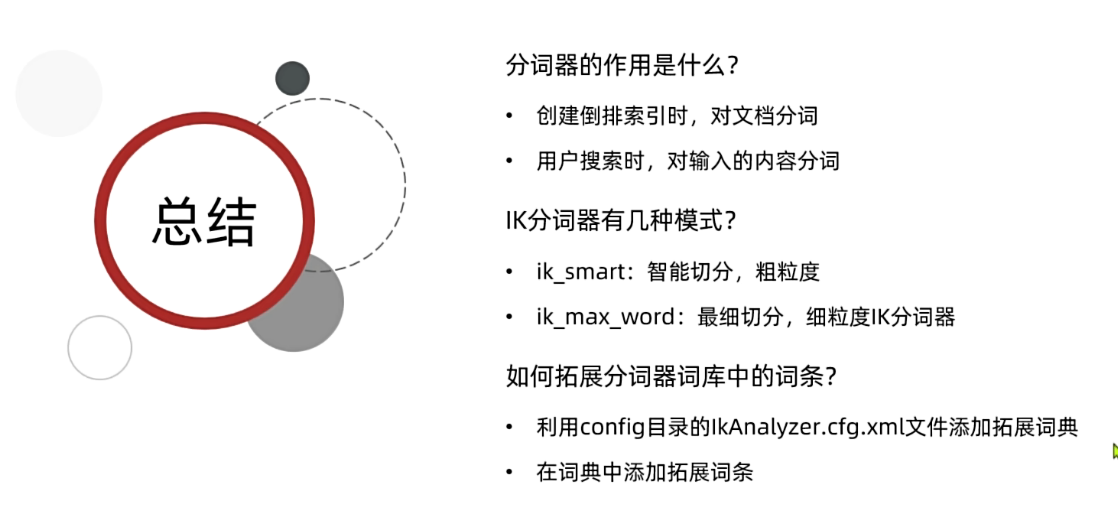 总结
分词器的作用是什么？
• 创建倒排索引时，对文档分词
• 用户搜索时，对输入的内容分词
IK分词器有几种模式？
• ik_smart：智能切分，粗粒度
• ik_max_word：最细切分，细粒度IK分词器
如何拓展分词器词库中的词条？
• 利用config目录的IkAnalyzer.cfg.xml文件添加拓展词典
• 在词典中添加拓展词条